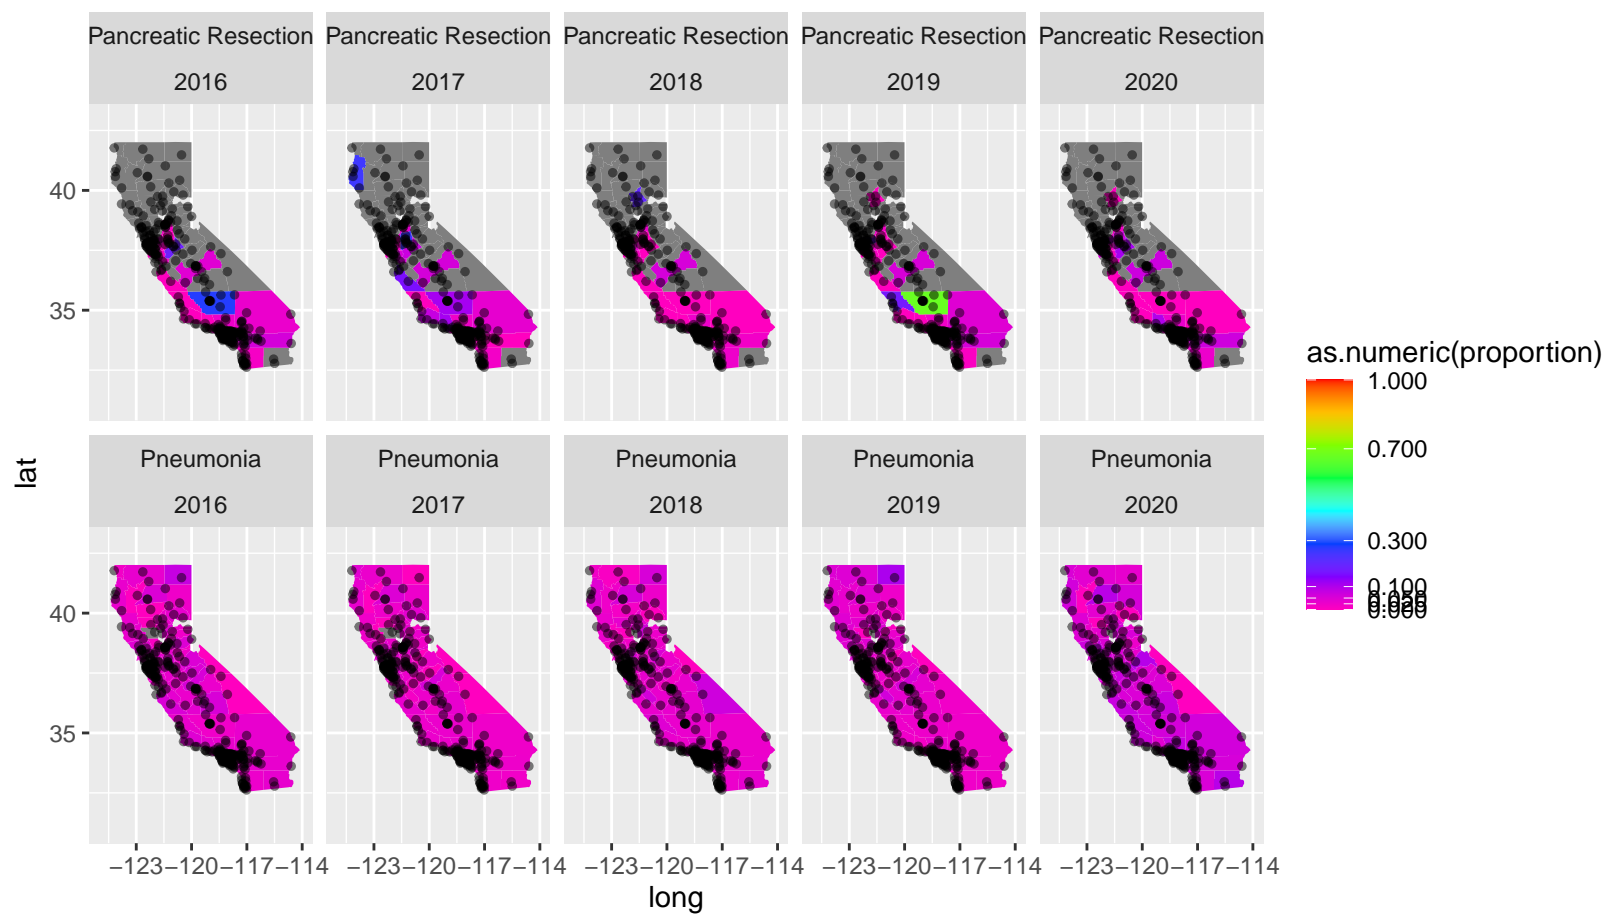 Pancreatic Resection Pancreatic Resection Pancreatic Resection Pancreatic Resection Pancreatic Resection
2016 2017 2018 2019 2020
40
35
Pneumonia Pneumonia Pneumonia Pneumonia Pneumonia
2016 2017 2018 2019 2020
40
35
−123 −120 −117 −114 −123 −120 −117 −114 −123 −120 −117 −114 −123 −120 −117 −114 −123 −120 −117 −114
long
lat
as.numeric(proportion)
1.000
0.700
0.300
0.100
0.000